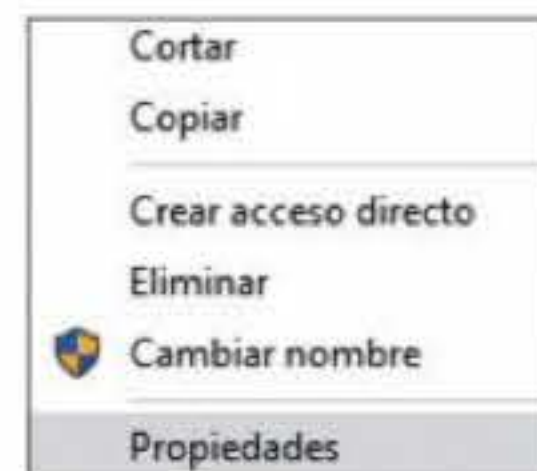 Cortar
Copiar
Crear acceso directo
Eliminar
Cambiar nombre
Propiedades